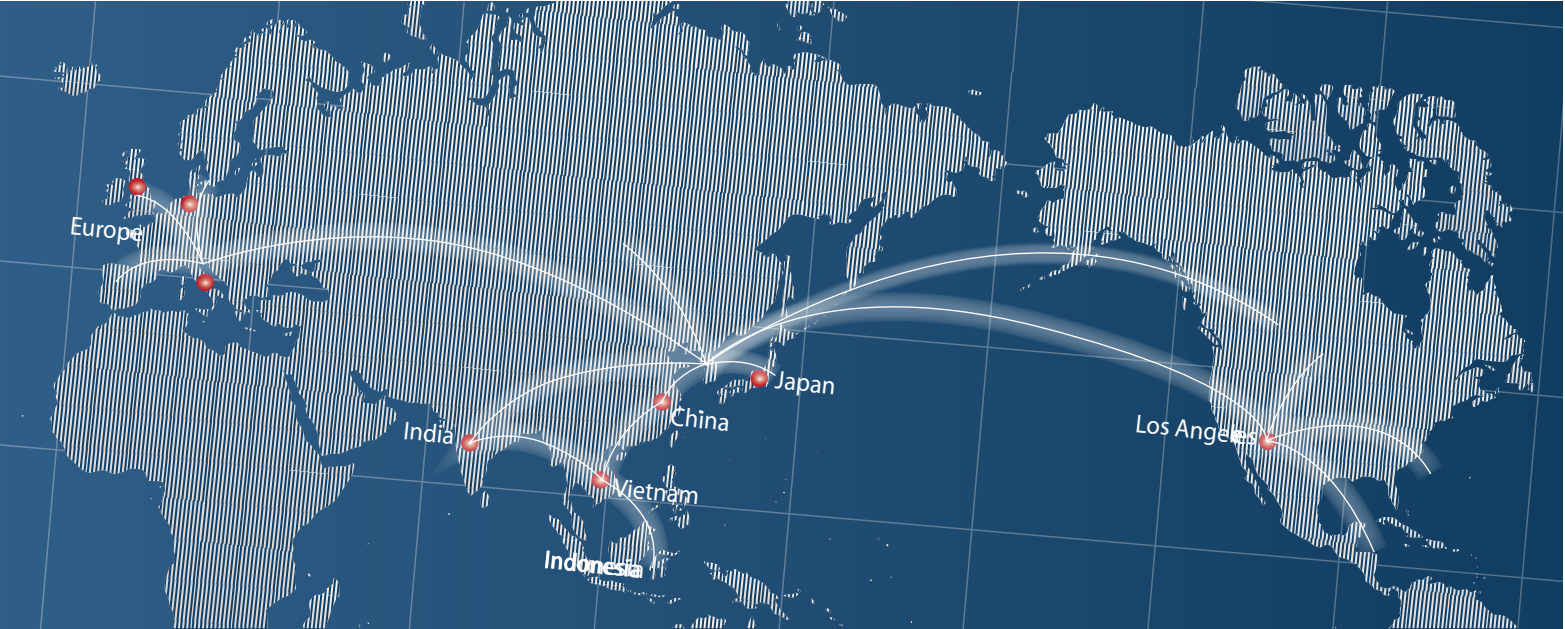 Europe
Japan
China
India
Los Angeles
Vietnam
Indonesia